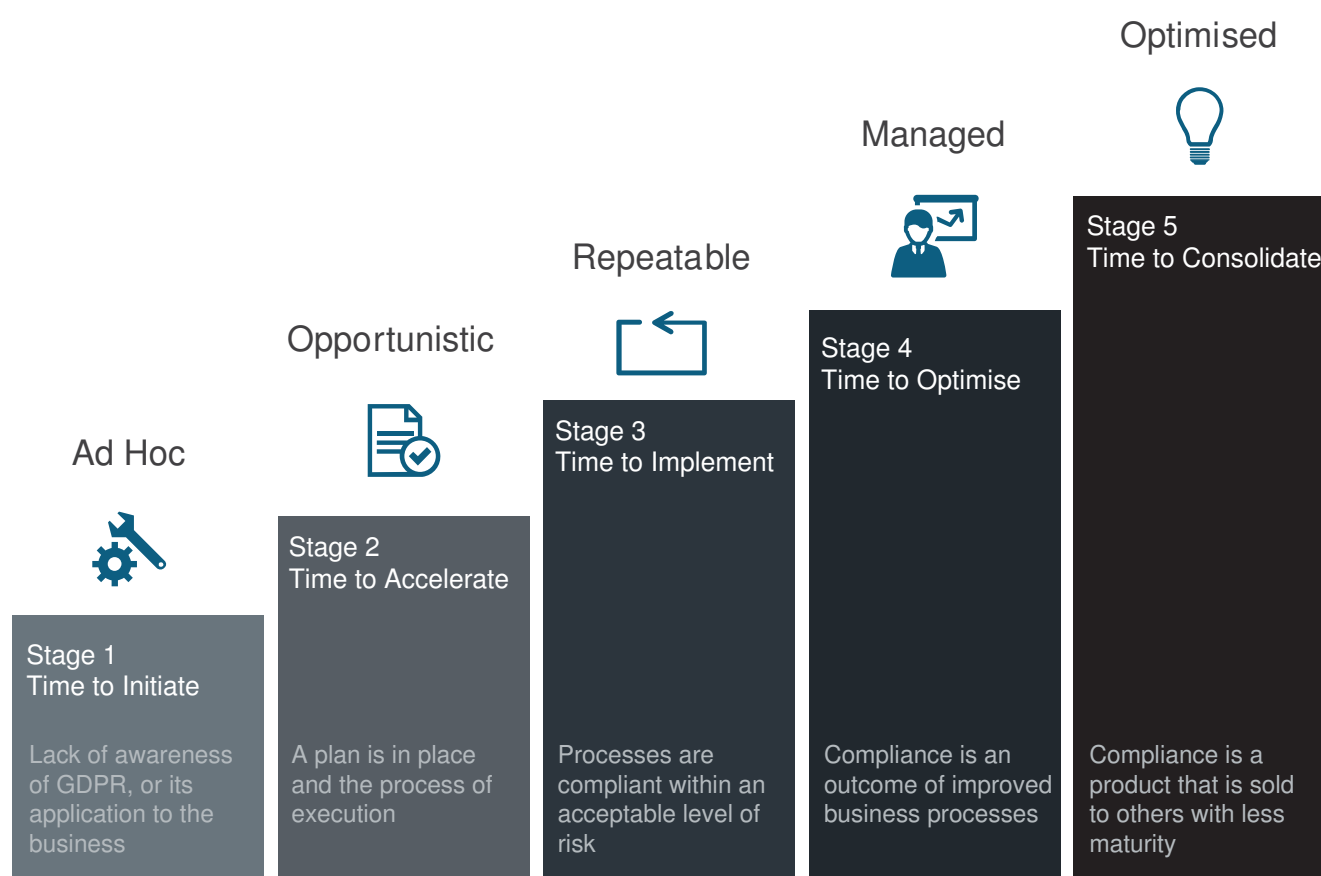 Ad Hoc
Stage 1
Time to Initiate
Lack of awareness
of GDPR, or its
application to the
business
Opportunistic
Stage 2
Time to Accelerate
A plan is in place
and the process of
execution
Repeatable
Stage 3
Time to Implement
Processes are
compliant within an
acceptable level of
risk
Managed
Stage 4
Time to Optimise
Compliance is an
outcome of improved
business processes
Optimised
Stage 5
Time to Consolidate
Compliance is a
product that is sold
to others with less
maturity